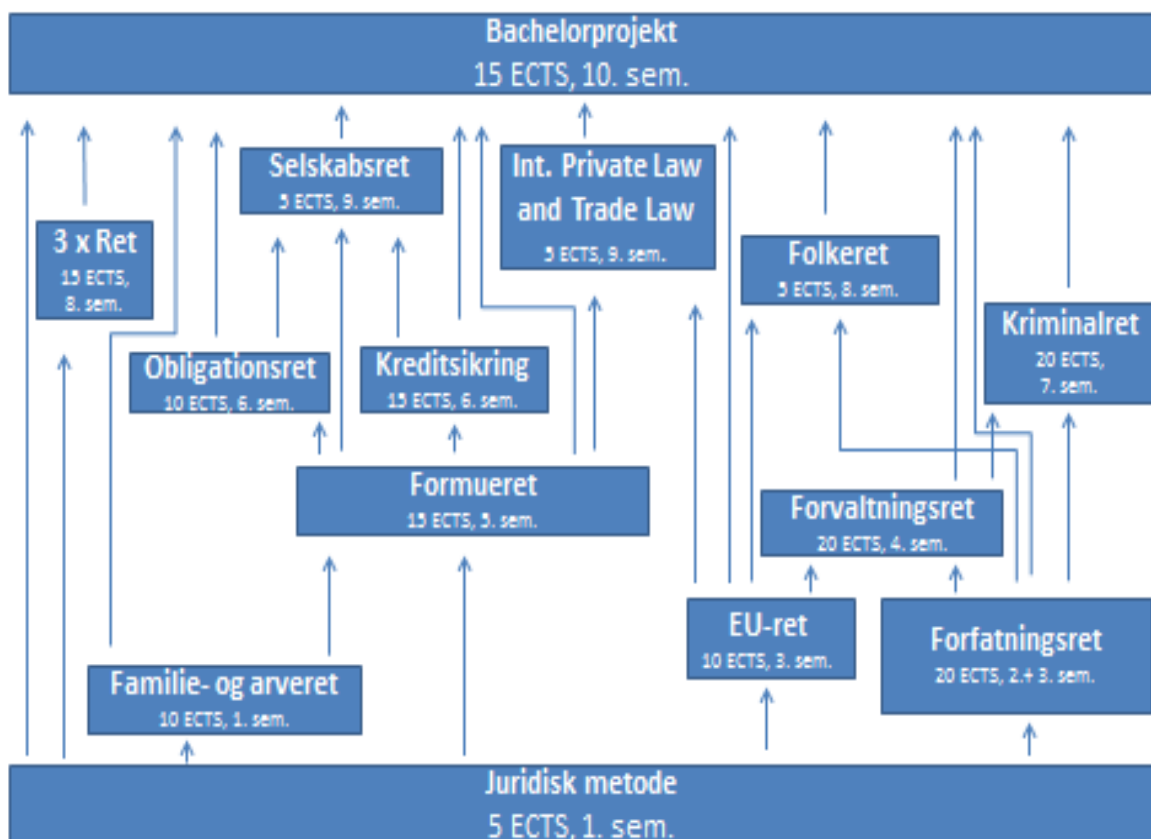 Bachelorprojekt
15 ECTS, 10. sem.
Selskabsret
5 ECTS, 9. sem.
Int. Private Law
and Trade Law
5 ECTS, 9. sem.
3 x Ret
15 ECTS,
8. sem.
Folkeret
5 ECTS, 8. sem.
Kriminalret
20 ECTS,
7. sem.
Obligationsret
10 ECTS, 6. sem.
Kreditsikring
15 ECTS, 6. sem.
Formueret
15 ECTS, 5. sem.
Forvaltningsret
20 ECTS, 4. sem.
EU-ret
10 ECTS, 3. sem.
Forfatningsret
20 ECTS, 2.+ 3. sem.
Familie- og arveret
10 ECTS, 1. sem.
Juridisk metode
5 ECTS, 1. sem.